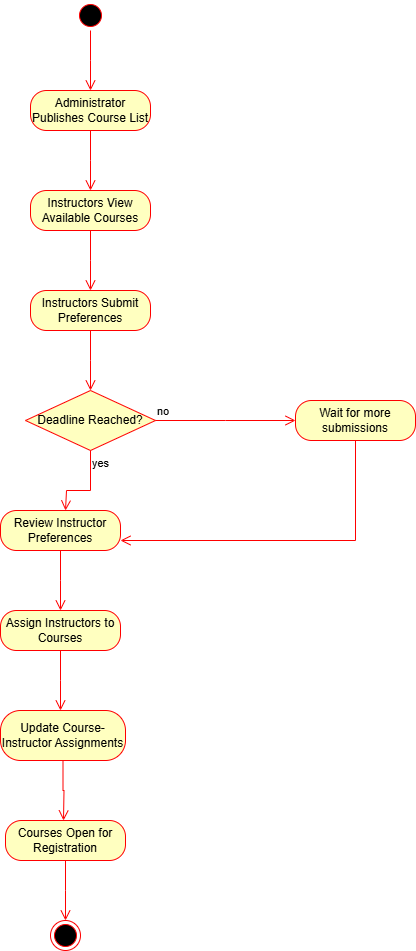 Administrator
Publishes Course List
Instructors View
Available Courses
Instructors Submit
Preferences
Deadline Reached?
no
Wait for more
submissions
yes
Review Instructor
Preferences
Assign Instructors to
Courses
Update Course-
Instructor Assignments
Courses Open for
Registration